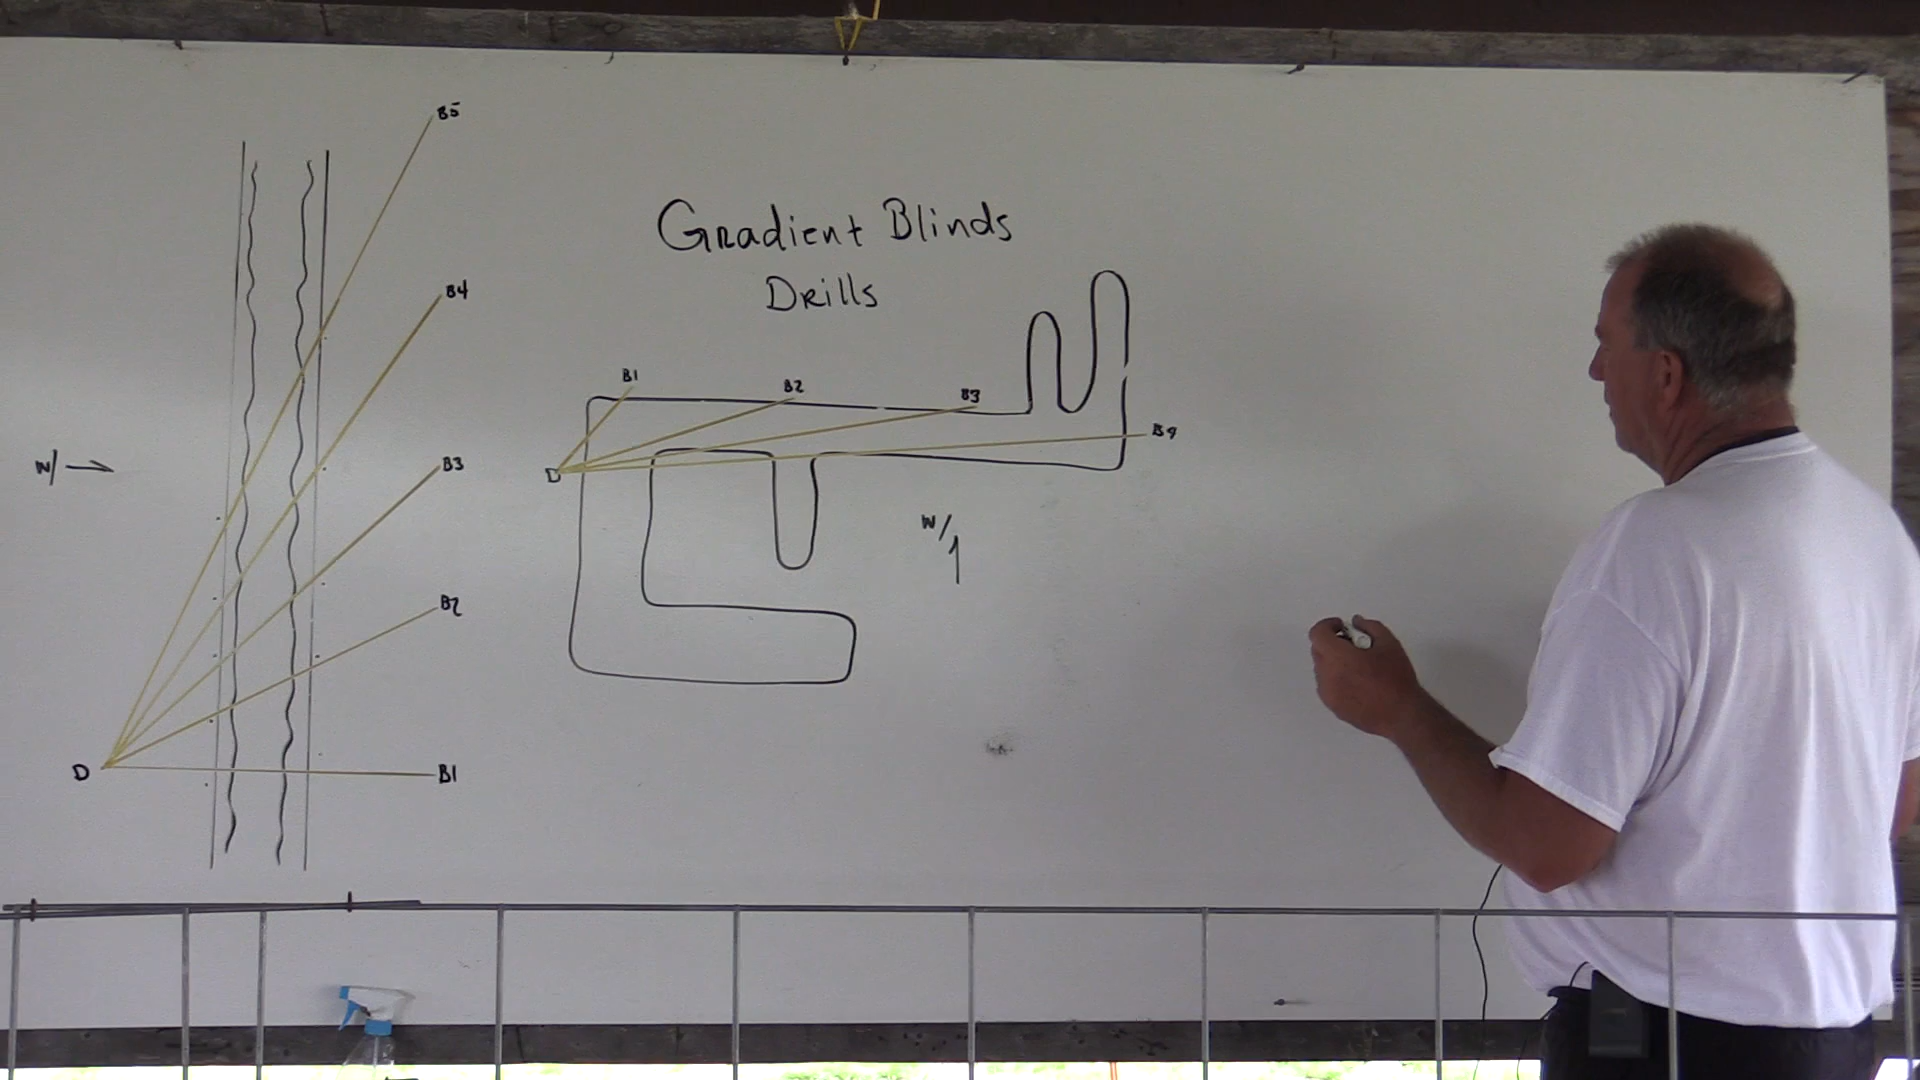 Gradient Blinds
Drills
B5
B4
B3
B2
B1
D
W/
B1
B2
B3
B4
D
W/